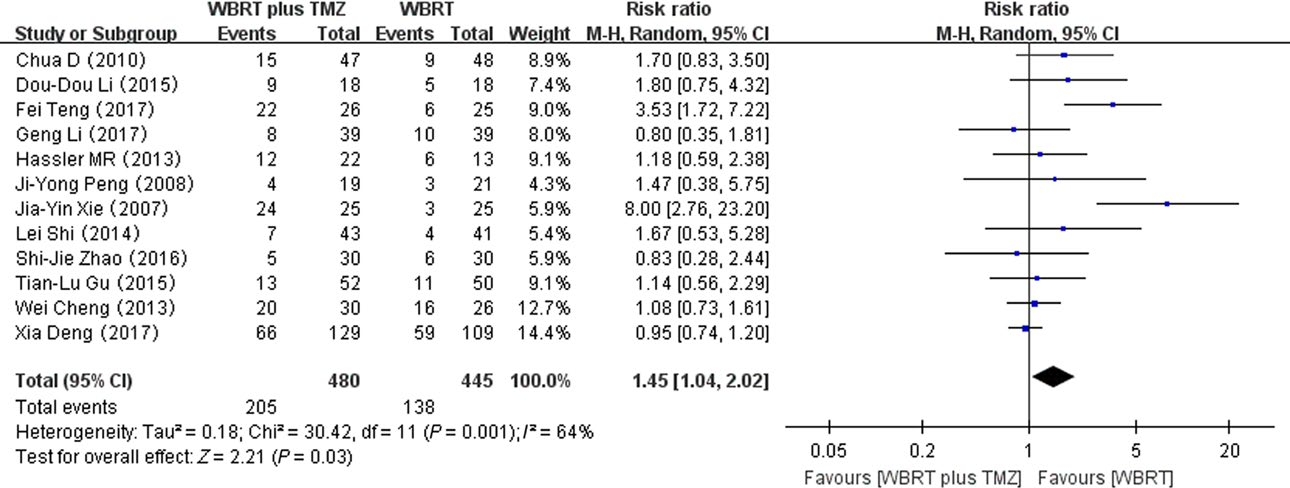 WBRT plus TMZ WBRT Risk ratio Risk ratio
Study or Subgroup Events Total Events Total Weight M-H, Random, 95% CI M-H, Random, 95% CI
Chua D (2010) 15 47 9 48 8.9% 1.70 [0.83, 3.50]
Dou-Dou Li (2015) 9 18 5 18 7.4% 1.80 [0.75, 4.32]
Fei Teng (2017) 22 26 6 25 9.0% 3.53 [1.72, 7.22]
Geng Li (2017) 8 39 10 39 8.0% 0.80 [0.35, 1.81]
Hassler MR (2013) 12 22 6 13 9.1% 1.18 [0.59, 2.38]
Ji-Yong Peng (2008) 4 19 3 21 4.3% 1.47 [0.38, 5.75]
Jia-Yin Xie (2007) 24 25 3 25 5.9% 8.00 [2.76, 23.20]
Lei Shi (2014) 7 43 4 41 5.4% 1.67 [0.53, 5.28]
Shi-Jie Zhao (2016) 5 30 6 30 5.9% 0.83 [0.28, 2.44]
Tian-Lu Gu (2015) 13 52 11 50 9.1% 1.14 [0.56, 2.29]
Wei Cheng (2013) 20 30 16 26 12.7% 1.08 [0.73, 1.61]
Xia Deng (2017) 66 129 59 109 14.4% 0.95 [0.74, 1.20]
Total (95% CI) 480 445 100.0% 1.45 [1.04, 2.02]
Total events 205 138
Heterogeneity: Tau² = 0.18; Chi² = 30.42, df = 11 (P = 0.001); I² = 64%
Test for overall effect: Z = 2.21 (P = 0.03)
0.05 0.2 1 5 20
Favours [WBRT plus TMZ] Favours [WBRT]